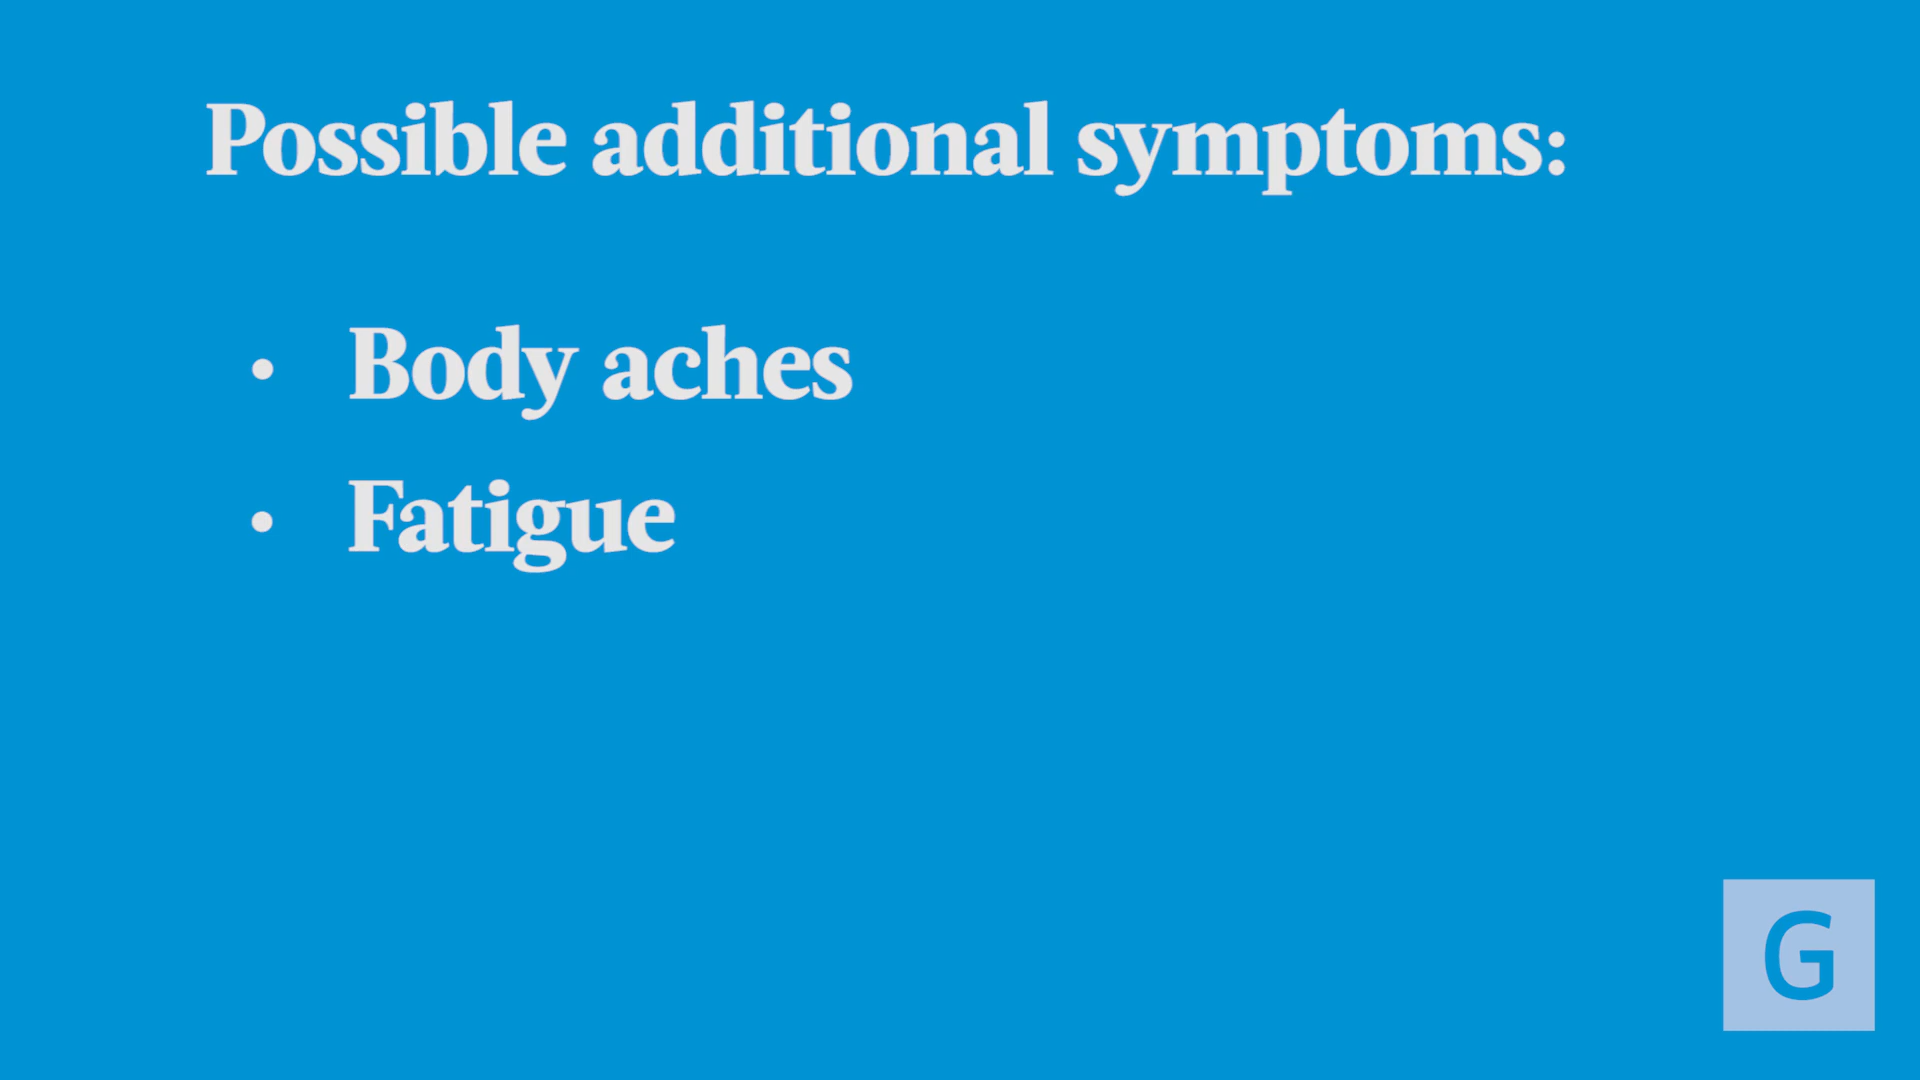 Possible additional symptoms:
• Body aches
• Fatigue
G